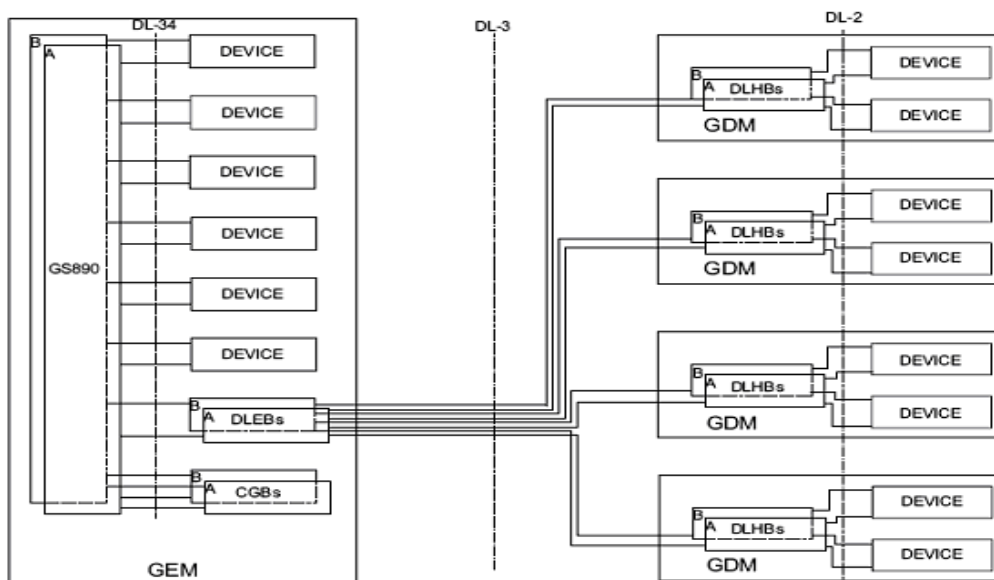 DL-34
DL-3
DL-2
B
A
GS890
DEVICE
DEVICE
DEVICE
DEVICE
DEVICE
DEVICE
B
A
DLEBs
B
A
CGBs
GEM
B
A
DLHBs
GDM
DEVICE
DEVICE
B
A
DLHBs
GDM
DEVICE
DEVICE
B
A
DLHBs
GDM
DEVICE
DEVICE
B
A
DLHBs
GDM
DEVICE
DEVICE